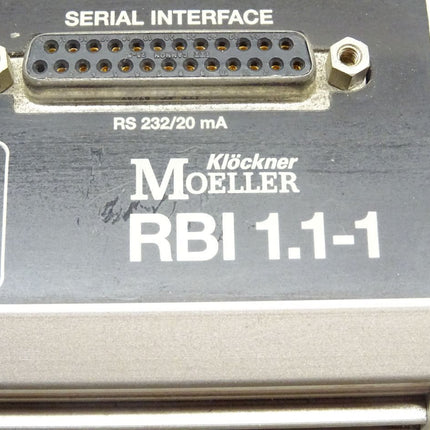 SERIAL INTERFACE
RS 232/20 mA
Klöckner
MOELLER
RBI 1.1-1